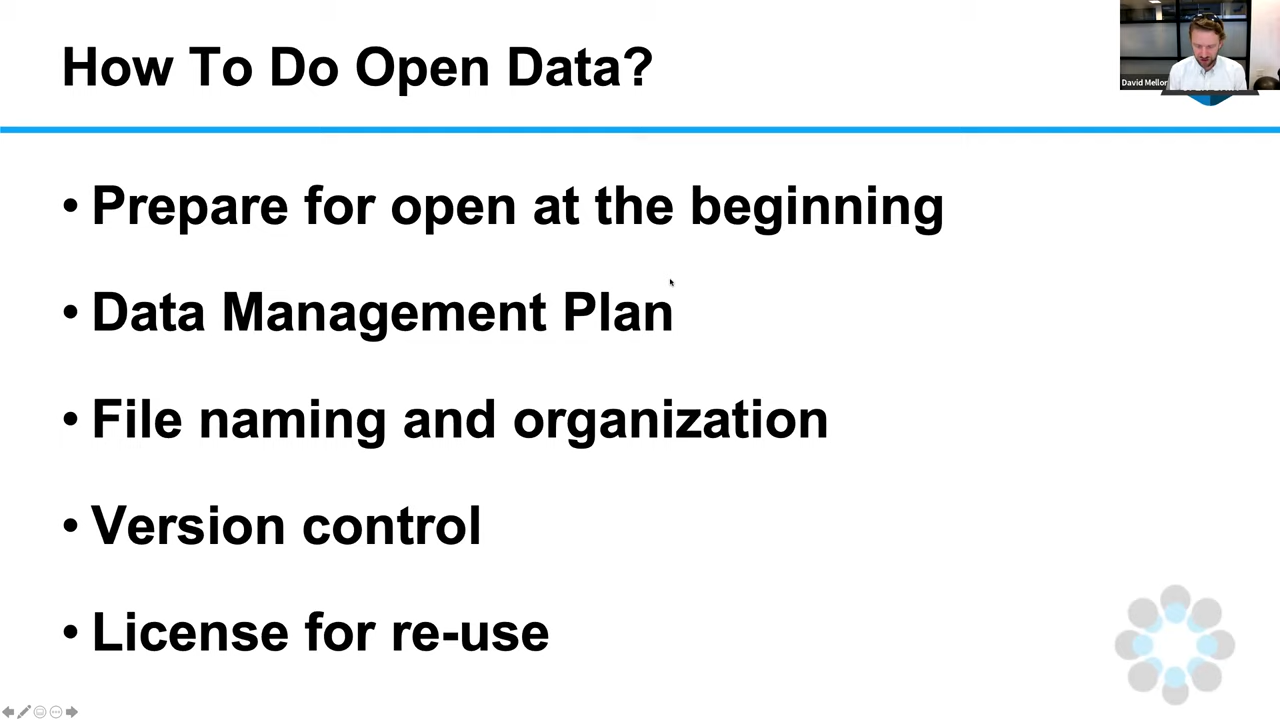 How To Do Open Data?
David Mellor
• Prepare for open at the beginning
• Data Management Plan
• File naming and organization
• Version control
• License for re-use